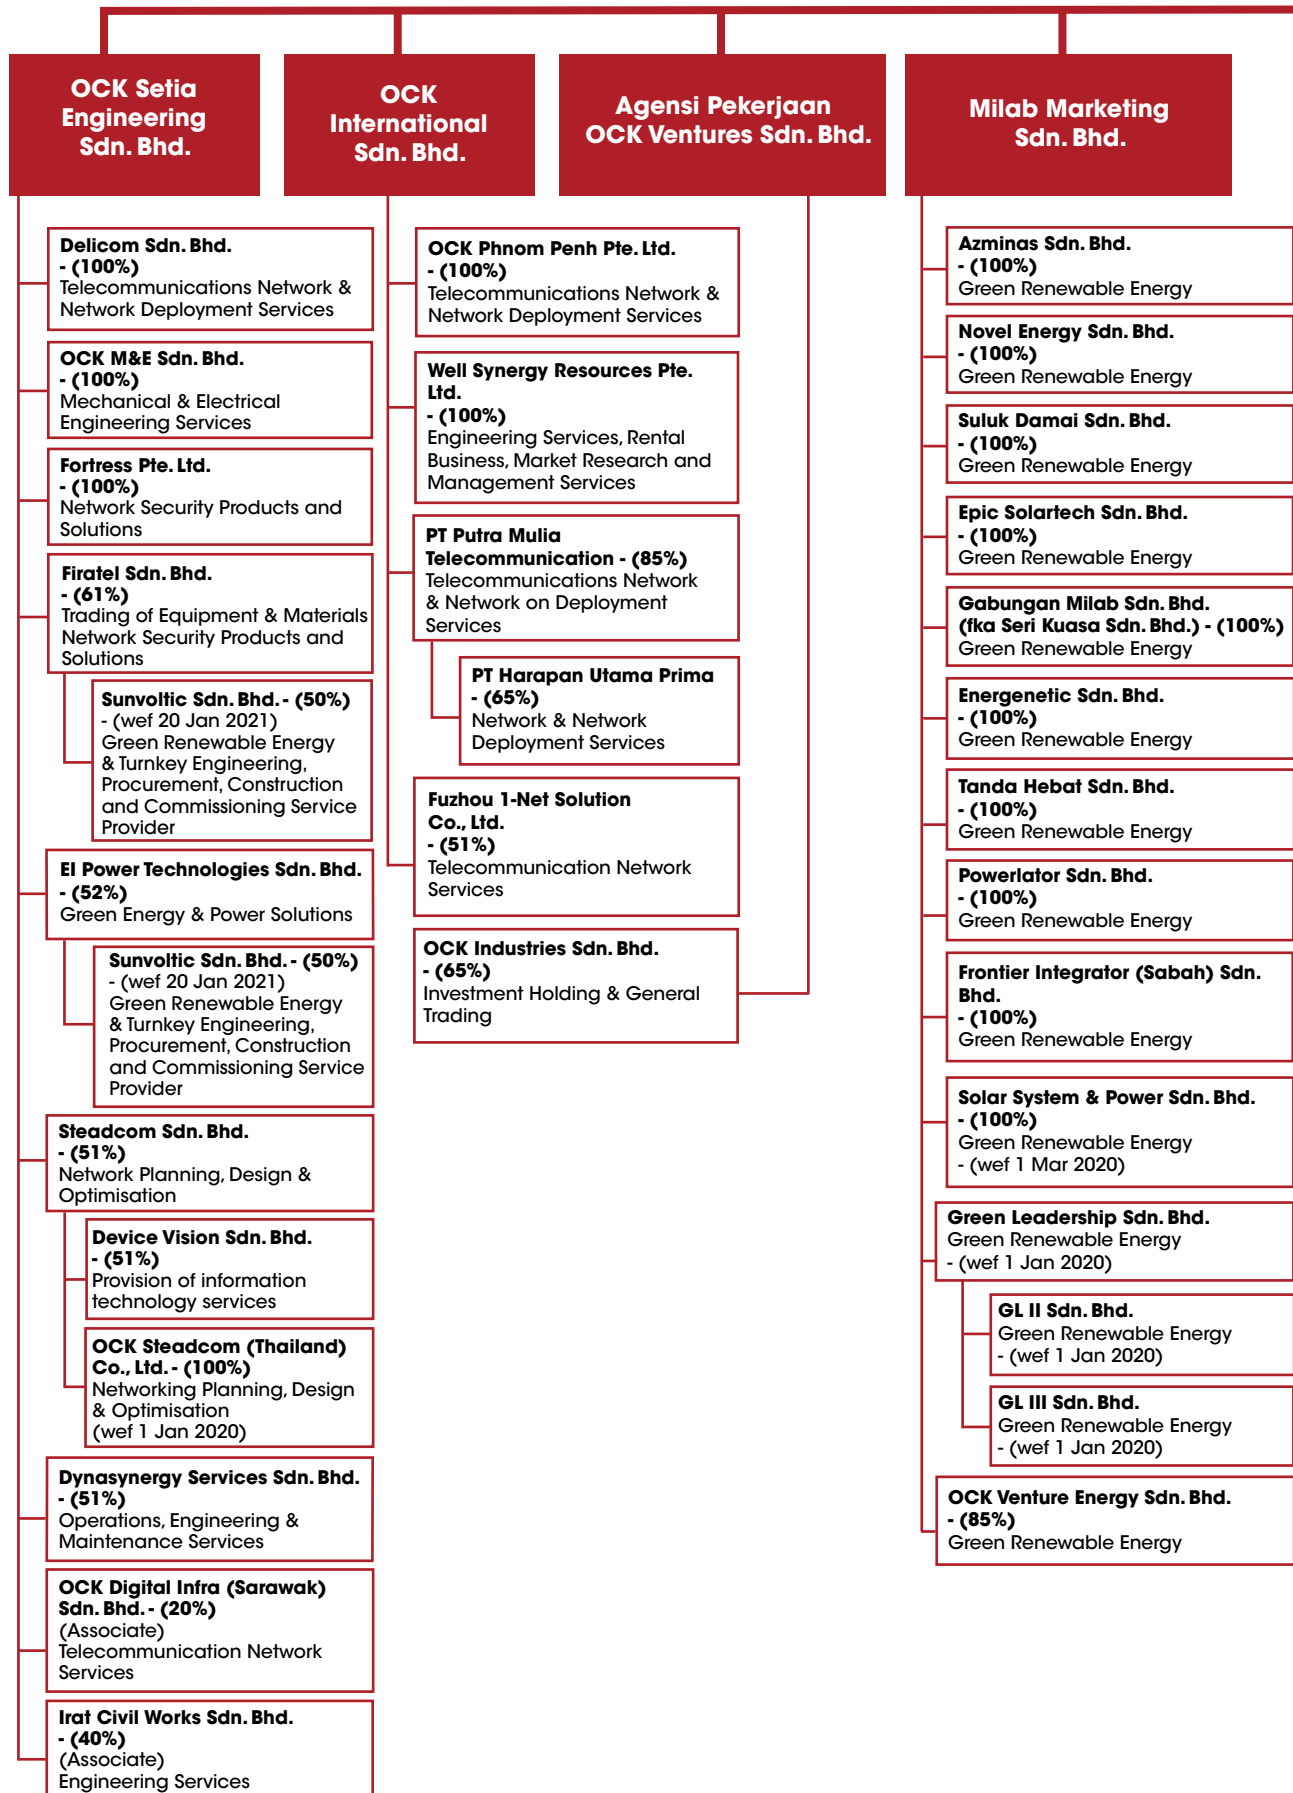 OCK Setia
Engineering
Sdn. Bhd.
Delicom Sdn. Bhd.
- (100%)
Telecommunications Network &
Network Deployment Services
OCK M&E Sdn. Bhd.
- (100%)
Mechanical & Electrical
Engineering Services
Fortress Pte. Ltd.
- (100%)
Network Security Products and
Solutions
Firatel Sdn. Bhd.
- (61%)
Trading of Equipment & Materials
Network Security Products and
Solutions
Sunvoltic Sdn. Bhd. - (50%)
- (wef 20 Jan 2021)
Green Renewable Energy
& Turnkey Engineering,
Procurement, Construction
and Commissioning Service
Provider
EI Power Technologies Sdn. Bhd.
- (52%)
Green Energy & Power Solutions
Sunvoltic Sdn. Bhd. - (50%)
- (wef 20 Jan 2021)
Green Renewable Energy
& Turnkey Engineering,
Procurement, Construction
and Commissioning Service
Provider
Steadcom Sdn. Bhd.
- (51%)
Network Planning, Design &
Optimisation
Device Vision Sdn. Bhd.
- (51%)
Provision of information
technology services
OCK Steadcom (Thailand)
Co., Ltd. - (100%)
Networking Planning, Design
& Optimisation
(wef 1 Jan 2020)
Dynasynergy Services Sdn. Bhd.
- (51%)
Operations, Engineering &
Maintenance Services
OCK Digital Infra (Sarawak)
Sdn. Bhd. - (20%)
(Associate)
Telecommunication Network
Services
Irat Civil Works Sdn. Bhd.
- (40%)
(Associate)
Engineering Services
OCK
International
Sdn. Bhd.
OCK Phnom Penh Pte. Ltd.
- (100%)
Telecommunications Network &
Network Deployment Services
Well Synergy Resources Pte.
Ltd.
- (100%)
Engineering Services, Rental
Business, Market Research and
Management Services
PT Putra Mulia
Telecommunication - (85%)
Telecommunications Network
& Network on Deployment
Services
PT Harapan Utama Prima
- (65%)
Network & Network
Deployment Services
Fuzhou 1-Net Solution
Co., Ltd.
- (51%)
Telecommunication Network
Services
Agensi Pekerjaan
OCK Ventures Sdn. Bhd.
OCK Industries Sdn. Bhd.
- (65%)
Investment Holding & General
Trading
Milab Marketing
Sdn. Bhd.
Azminas Sdn. Bhd.
- (100%)
Green Renewable Energy
Novel Energy Sdn. Bhd.
- (100%)
Green Renewable Energy
Suluk Damai Sdn. Bhd.
- (100%)
Green Renewable Energy
Epic Solartech Sdn. Bhd.
- (100%)
Green Renewable Energy
Gabungan Milab Sdn. Bhd.
(fka Seri Kuasa Sdn. Bhd.) - (100%)
Green Renewable Energy
Energenetic Sdn. Bhd.
- (100%)
Green Renewable Energy
Tanda Hebat Sdn. Bhd.
- (100%)
Green Renewable Energy
Powerlator Sdn. Bhd.
- (100%)
Green Renewable Energy
Frontier Integrator (Sabah) Sdn.
Bhd.
- (100%)
Green Renewable Energy
Solar System & Power Sdn. Bhd.
- (100%)
Green Renewable Energy
- (wef 1 Mar 2020)
Green Leadership Sdn. Bhd.
Green Renewable Energy
- (wef 1 Jan 2020)
GL II Sdn. Bhd.
Green Renewable Energy
- (wef 1 Jan 2020)
GL III Sdn. Bhd.
Green Renewable Energy
- (wef 1 Jan 2020)
OCK Venture Energy Sdn. Bhd.
- (85%)
Green Renewable Energy